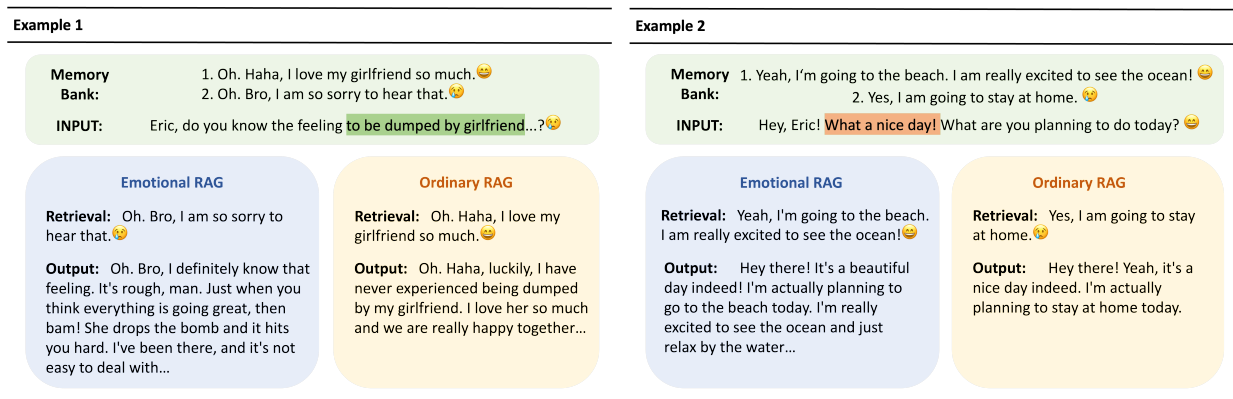 Example 1
Memory Bank:
1. Oh. Haha, I love my girlfriend so much.😄
2. Oh. Bro, I am so sorry to hear that.😢
INPUT: Eric, do you know the feeling to be dumped by girlfriend...?😢
Emotional RAG
Retrieval: Oh. Bro, I am so sorry to
hear that.😢
Output: Oh. Bro, I definitely know that
feeling. It's rough, man. Just when you
think everything is going great, then
bam! She drops the bomb and it hits
you hard. I've been there, and it's not
easy to deal with...
Ordinary RAG
Retrieval: Oh. Haha, I love my
girlfriend so much.😄
Output: Oh. Haha, luckily, I have
never experienced being dumped
by my girlfriend. I love her so much
and we are really happy together...
Example 2
Memory Bank:
1. Yeah, I'm going to the beach. I am really excited to see the ocean! 😄
2. Yes, I am going to stay at home. 😢
INPUT: Hey, Eric! What a nice day! What are you planning to do today? 😄
Emotional RAG
Retrieval: Yeah, I'm going to the beach.
I am really excited to see the ocean!😄
Output: Hey there! It's a beautiful
day indeed! I'm actually planning to
go to the beach today. I'm really
excited to see the ocean and just
relax by the water...
Ordinary RAG
Retrieval: Yes, I am going to stay
at home.😢
Output: Hey there! Yeah, it's a
nice day indeed. I'm actually
planning to stay at home today.